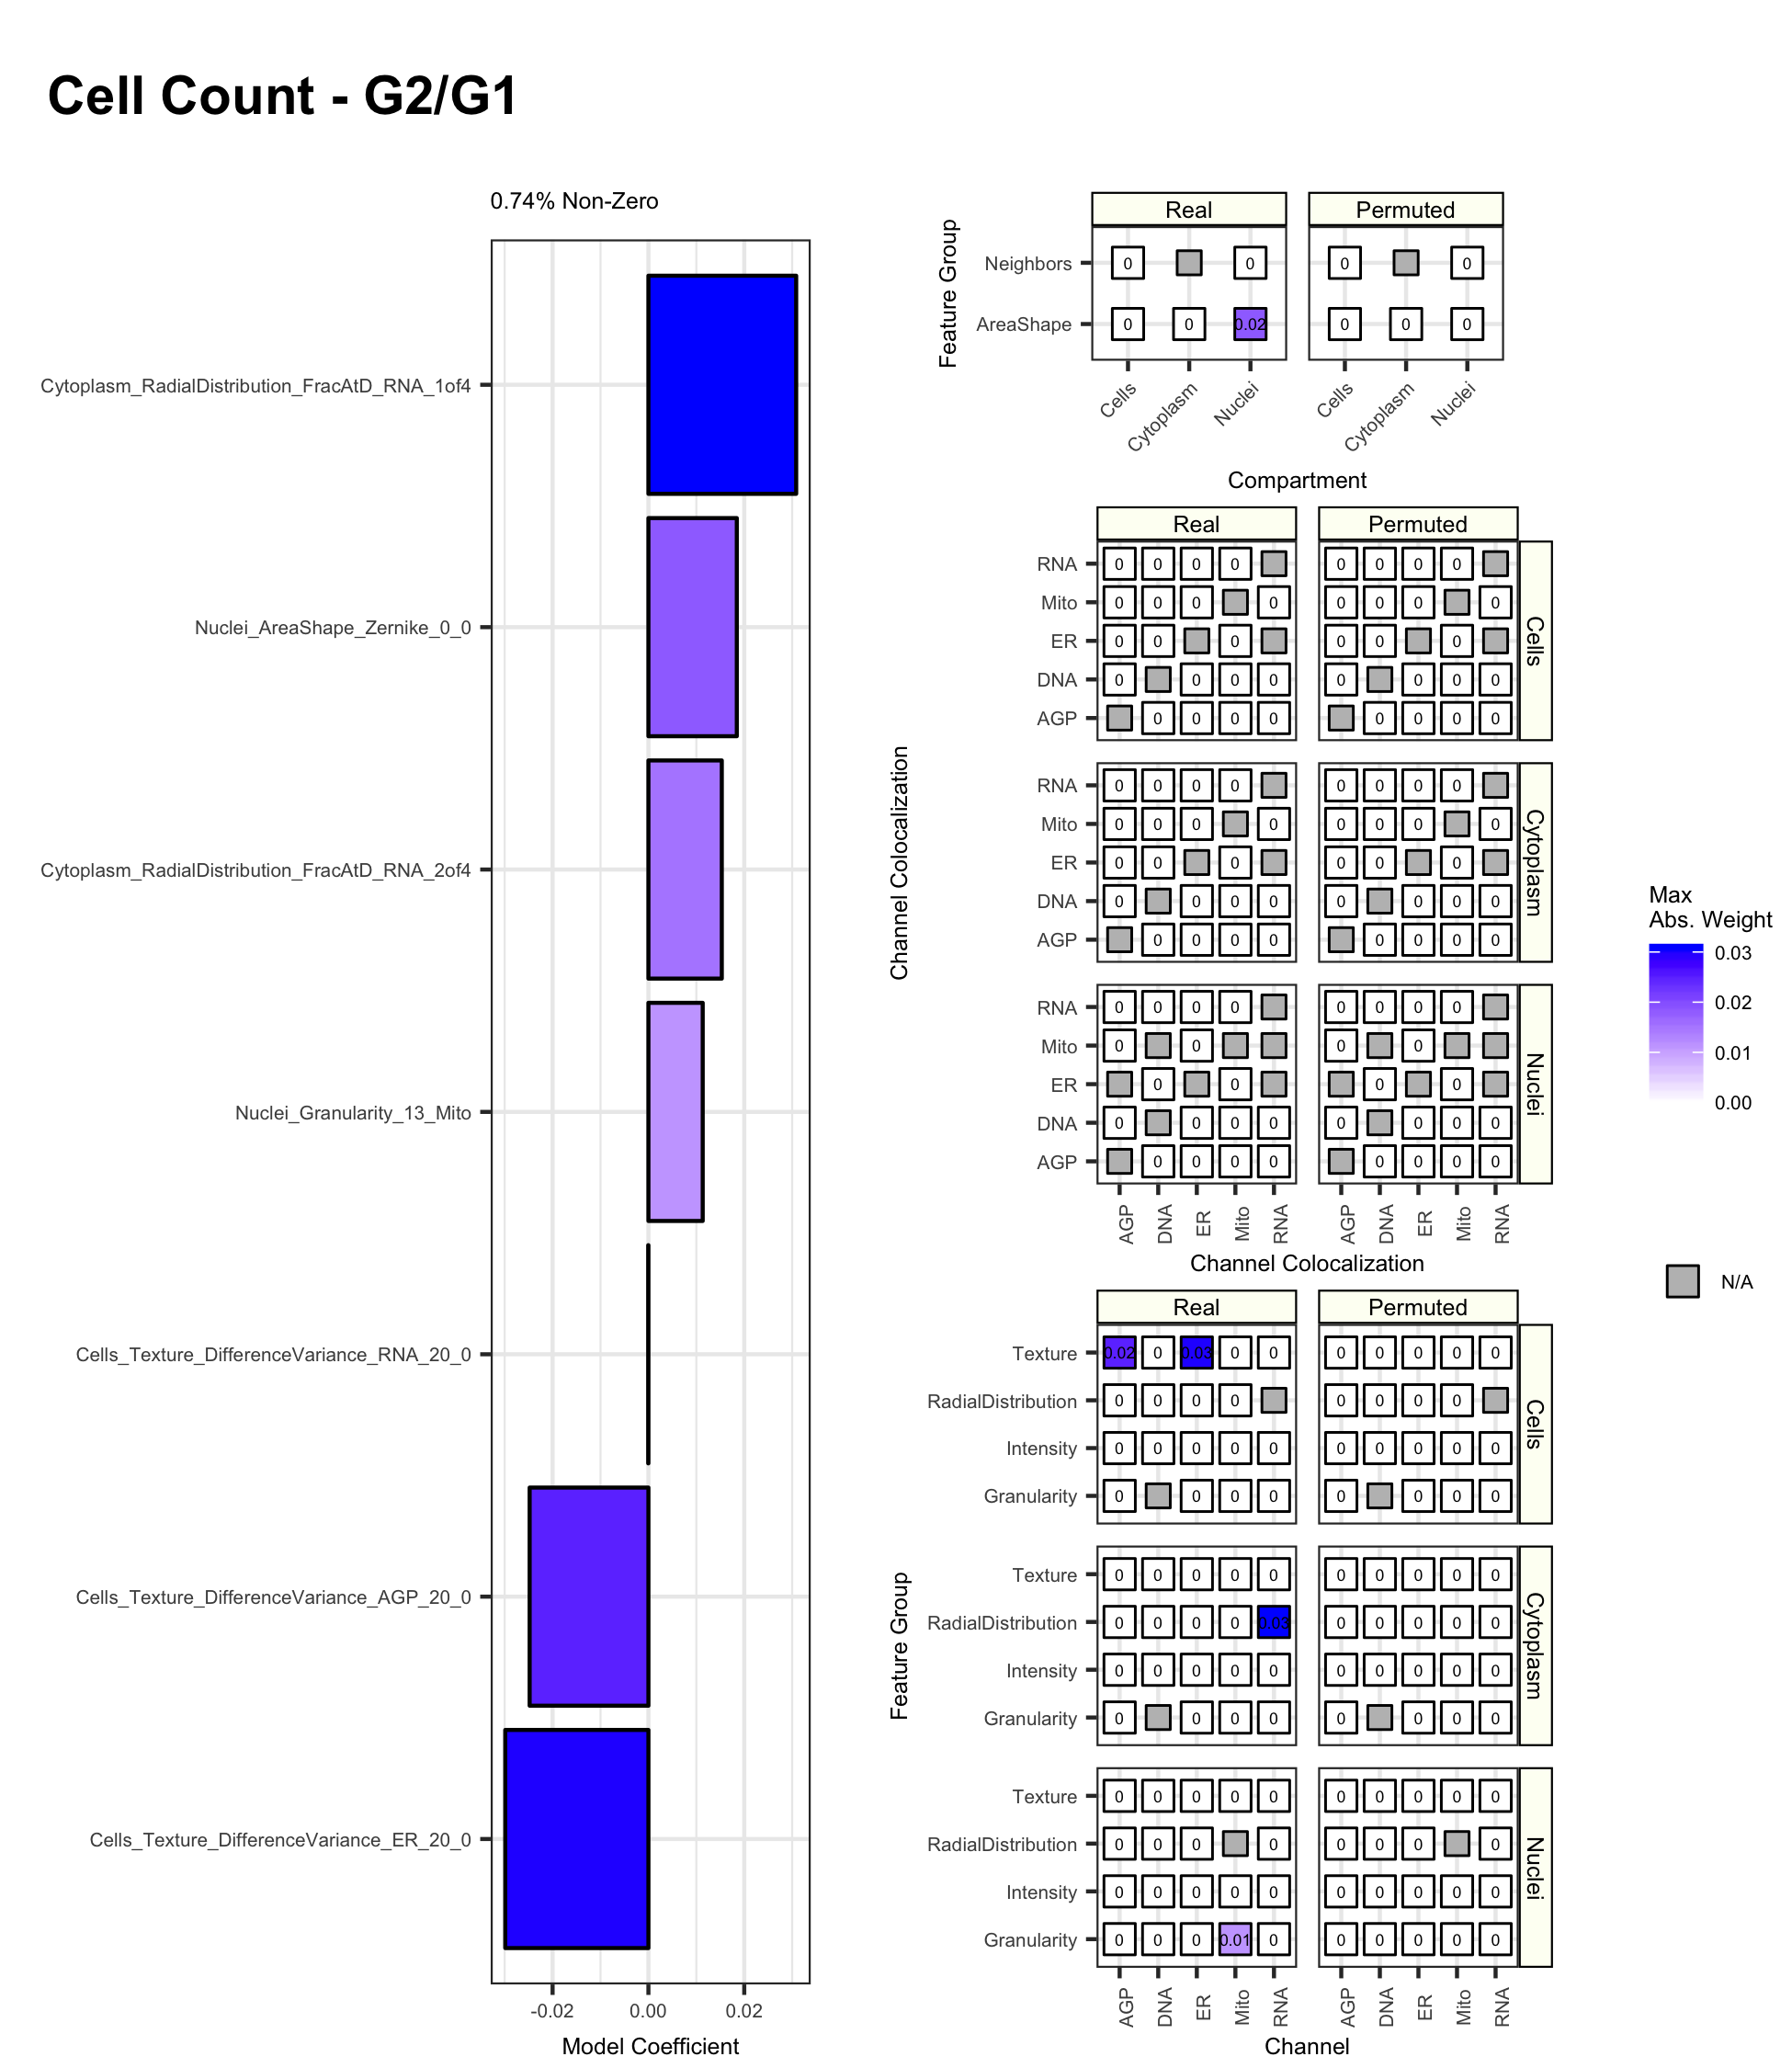 Cell Count - G2/G1
0.74% Non-Zero
Cytoplasm_RadialDistribution_FracAtD_RNA_1of4
Nuclei_AreaShape_Zernike_0_0
Cytoplasm_RadialDistribution_FracAtD_RNA_2of4
Nuclei_Granularity_13_Mito
Cells_Texture_DifferenceVariance_RNA_20_0
Cells_Texture_DifferenceVariance_AGP_20_0
Cells_Texture_DifferenceVariance_ER_20_0
-0.02 0.00 0.02
Model Coefficient
Feature Group
Real Permuted
Neighbors 0 0 0 0
AreaShape 0 0 0.02 0 0 0
Cells Cytoplasm Nuclei Cells Cytoplasm Nuclei
Compartment
Channel Colocalization
Real Permuted
RNA 0 0 0 0 0 0 0 0
Mito 0 0 0 0 0 0 0 0
ER 0 0 0 0 0 0
DNA 0 0 0 0 0 0 0 0
AGP 0 0 0 0 0 0 0 0
Cells
RNA 0 0 0 0 0 0 0 0
Mito 0 0 0 0 0 0 0 0
ER 0 0 0 0 0 0
DNA 0 0 0 0 0 0 0 0
AGP 0 0 0 0 0 0 0 0
Cytoplasm
RNA 0 0 0 0 0 0 0 0
Mito 0 0 0 0
ER 0 0 0 0
DNA 0 0 0 0 0 0 0 0
AGP 0 0 0 0 0 0 0 0
Nuclei
AGP DNA ER Mito RNA AGP DNA ER Mito RNA
Channel Colocalization
Feature Group
Real Permuted
Texture 0.02 0 0.03 0 0 0 0 0 0 0
RadialDistribution 0 0 0 0 0 0 0 0
Intensity 0 0 0 0 0 0 0 0 0 0
Granularity 0 0 0 0 0 0 0 0
Cells
Texture 0 0 0 0 0 0 0 0 0 0
RadialDistribution 0 0 0 0 0.03 0 0 0 0 0
Intensity 0 0 0 0 0 0 0 0 0 0
Granularity 0 0 0 0 0 0 0 0
Cytoplasm
Texture 0 0 0 0 0 0 0 0 0 0
RadialDistribution 0 0 0 0 0 0 0 0
Intensity 0 0 0 0 0 0 0 0 0 0
Granularity 0 0 0 0.01 0 0 0 0 0 0
Nuclei
AGP DNA ER Mito RNA AGP DNA ER Mito RNA
Channel
Max
Abs. Weight
0.03
0.02
0.01
0.00
N/A